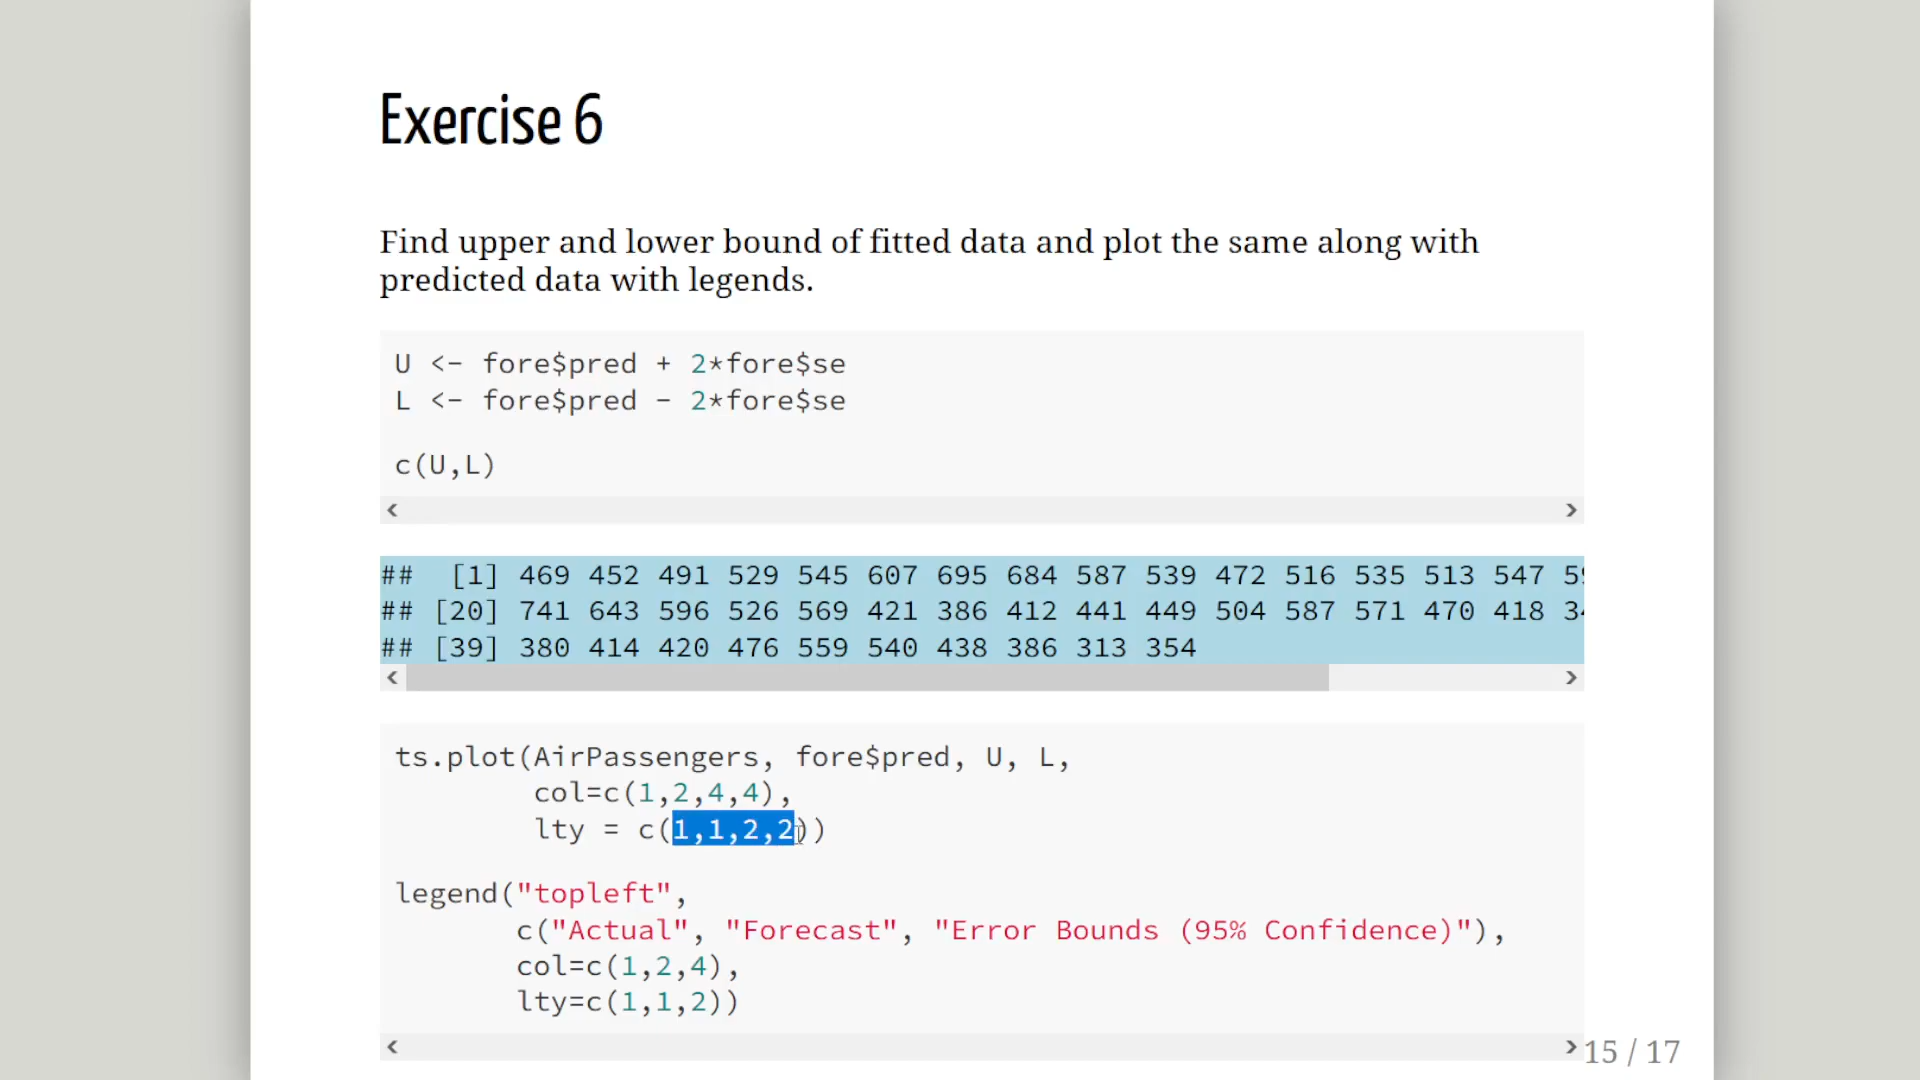 Exercise 6
Find upper and lower bound of fitted data and plot the same along with
predicted data with legends.
U <- fore$pred + 2*fore$se
L <- fore$pred - 2*fore$se
c(U,L)
## [1] 469 452 491 529 545 607 695 684 587 539 472 516 535 513 547
## [20] 741 643 596 526 569 421 386 412 441 449 504 587 571 470 418
## [39] 380 414 420 476 559 540 438 386 313 354
ts.plot(AirPassengers, fore$pred, U, L,
col=c(1,2,4,4),
lty = c(1,1,2,2))
legend("topleft",
c("Actual", "Forecast", "Error Bounds (95% Confidence)"),
col=c(1,2,4),
lty=c(1,1,2))
15 / 17